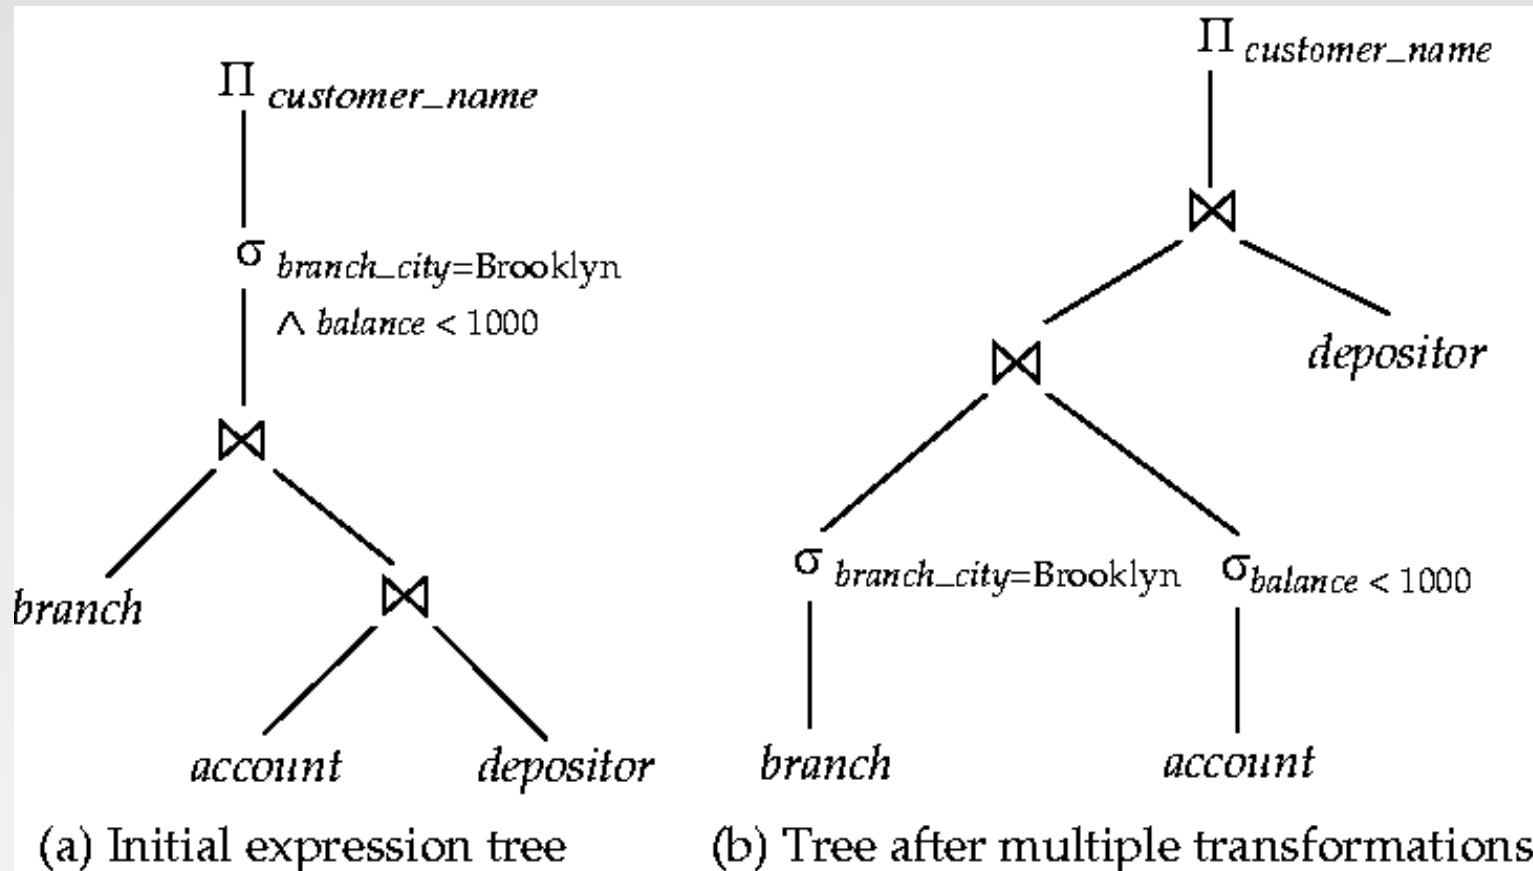 Π customer_name
σ branch_city=Brooklyn
∧ balance < 1000
⋈
branch
⋈
account depositor
(a) Initial expression tree
Π customer_name
⋈
depositor
⋈
σ branch_city=Brooklyn σ balance < 1000
branch account
(b) Tree after multiple transformations